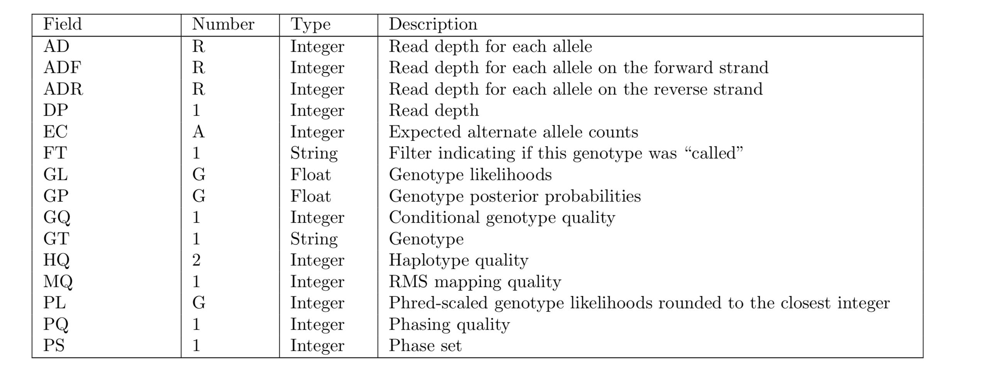 Field Number Type Description
AD R Integer Read depth for each allele
ADF R Integer Read depth for each allele on the forward strand
ADR R Integer Read depth for each allele on the reverse strand
DP 1 Integer Read depth
EC A Integer Expected alternate allele counts
FT 1 String Filter indicating if this genotype was “called”
GL G Float Genotype likelihoods
GP G Float Genotype posterior probabilities
GQ 1 Integer Conditional genotype quality
GT 1 String Genotype
HQ 2 Integer Haplotype quality
MQ 1 Integer RMS mapping quality
PL G Integer Phred-scaled genotype likelihoods rounded to the closest integer
PQ 1 Integer Phasing quality
PS 1 Integer Phase set